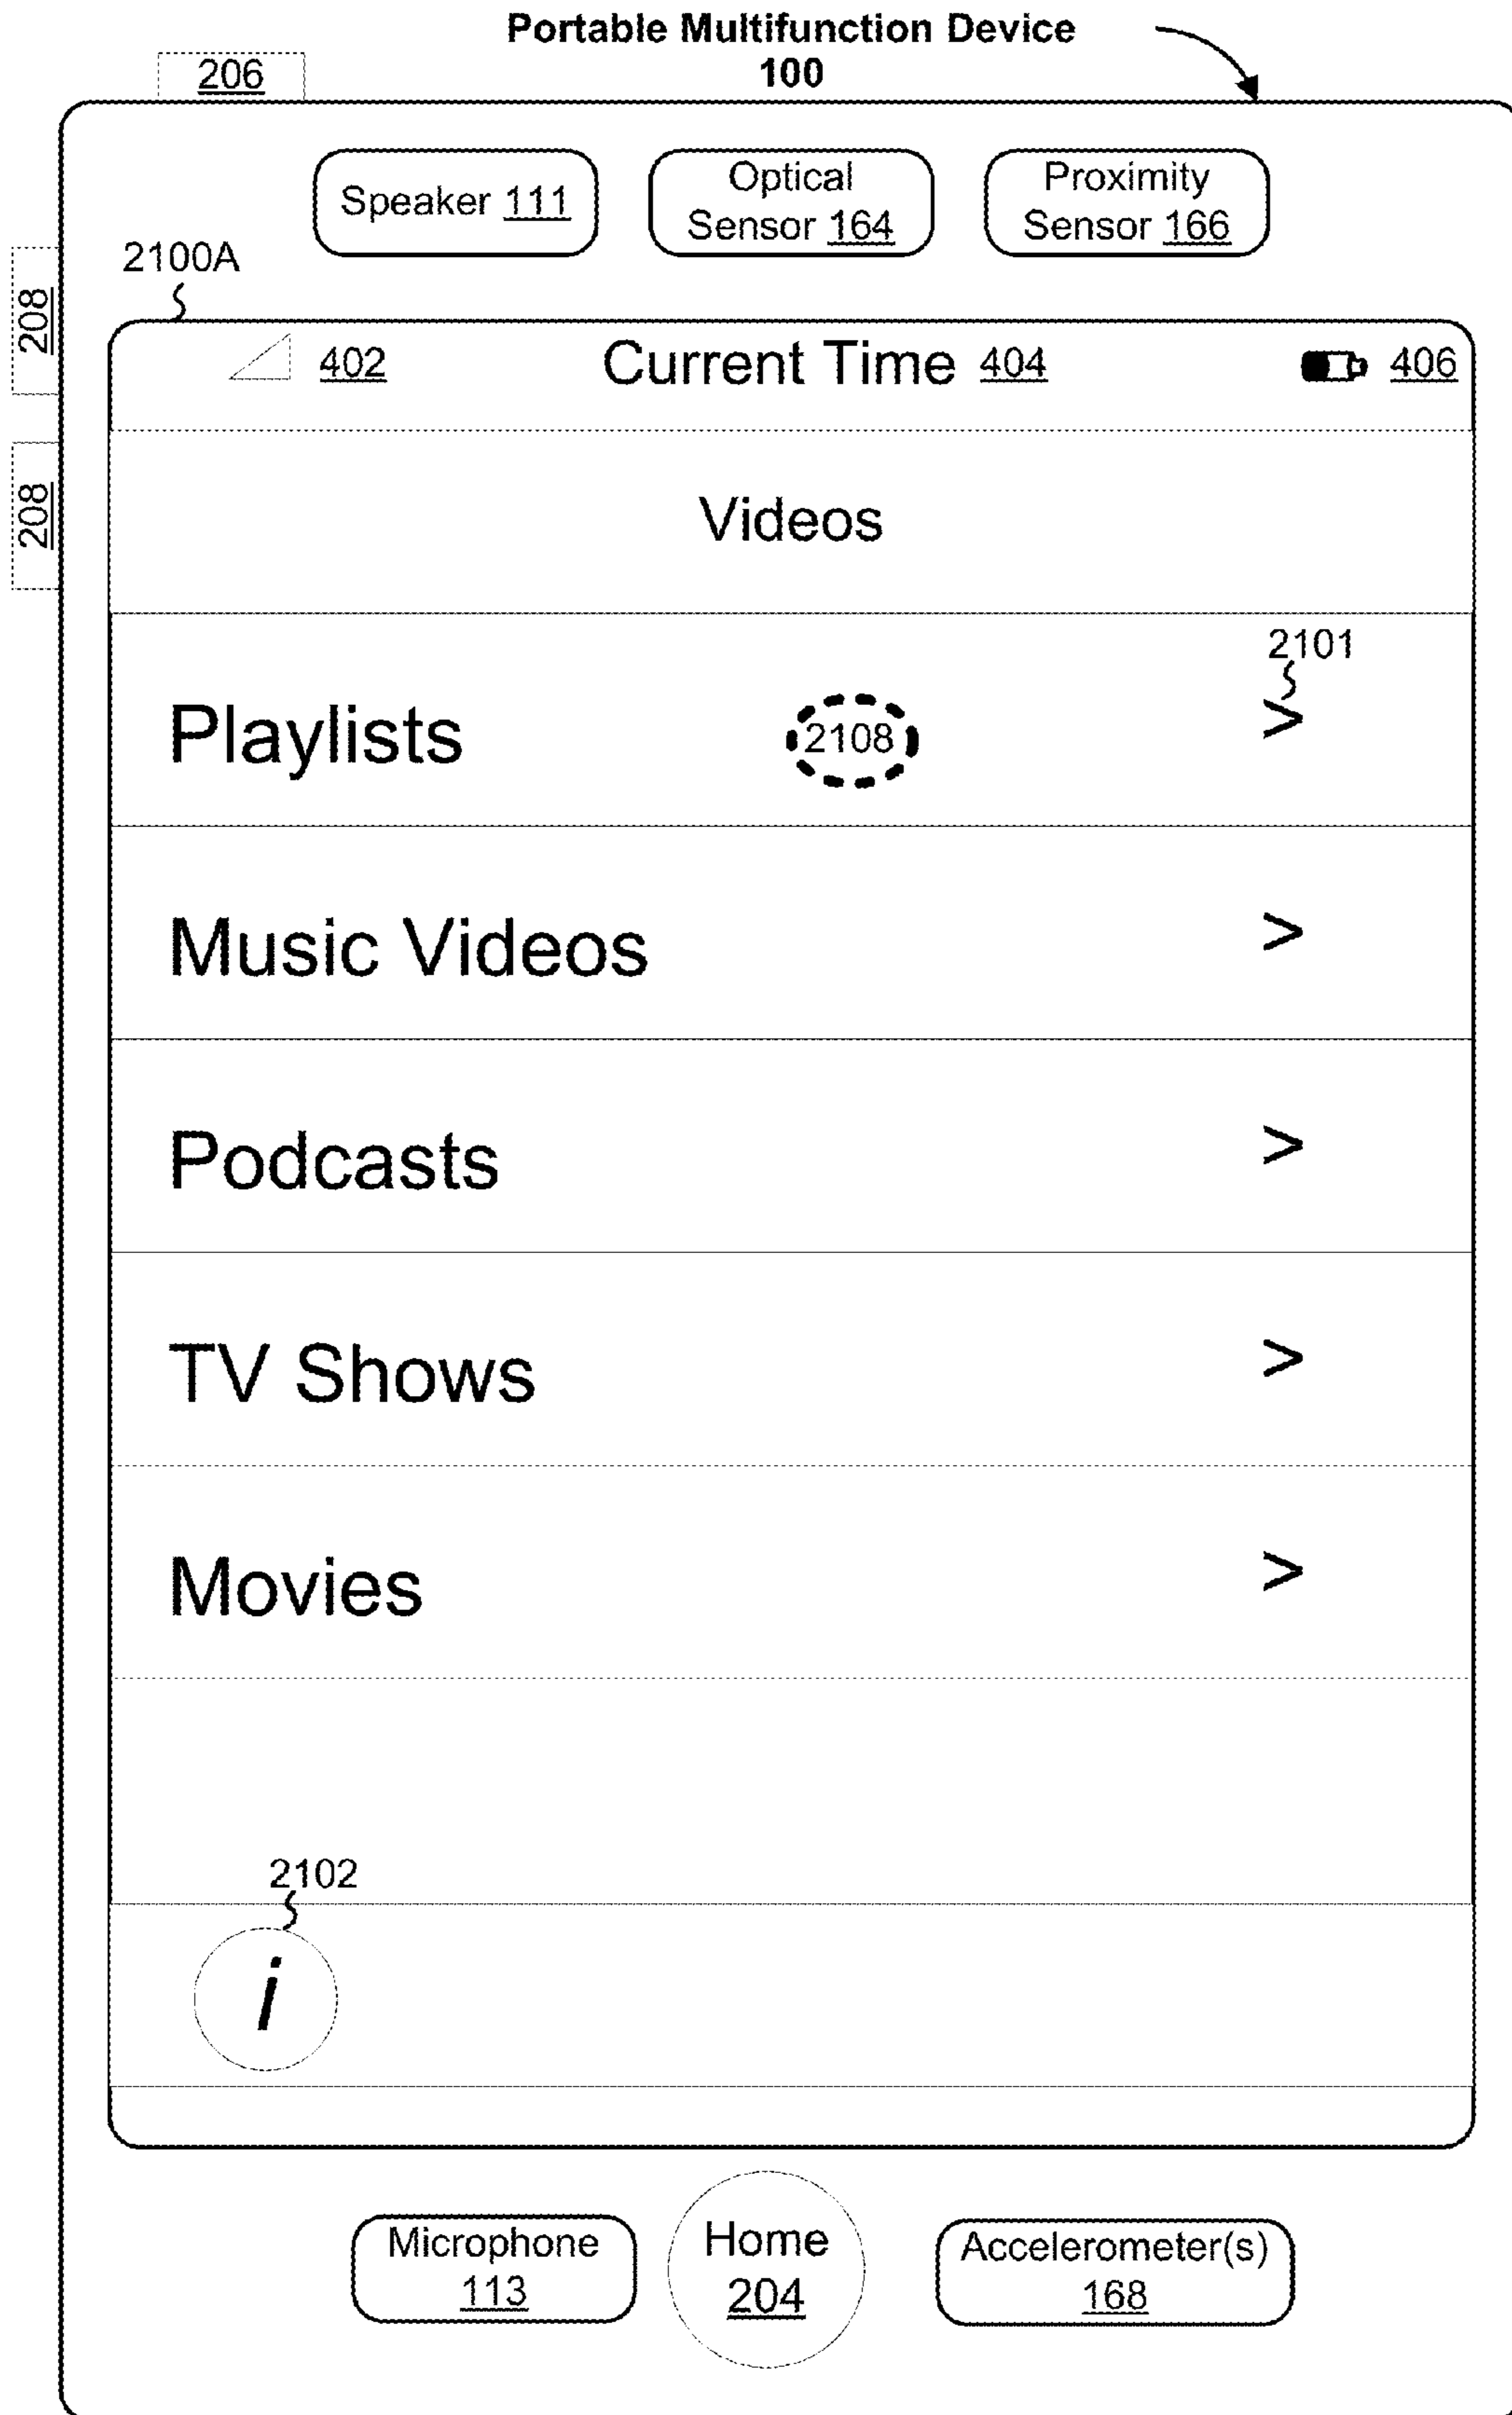 Portable Multifunction Device
100
206
Speaker 111
Optical
Sensor 164
Proximity
Sensor 166
2100A
208
208
402
Current Time 404
406
Videos
2101
Playlists
2108
>
Music Videos >
Podcasts >
TV Shows >
Movies >
2102
i
Microphone
113
Home
204
Accelerometer(s)
168